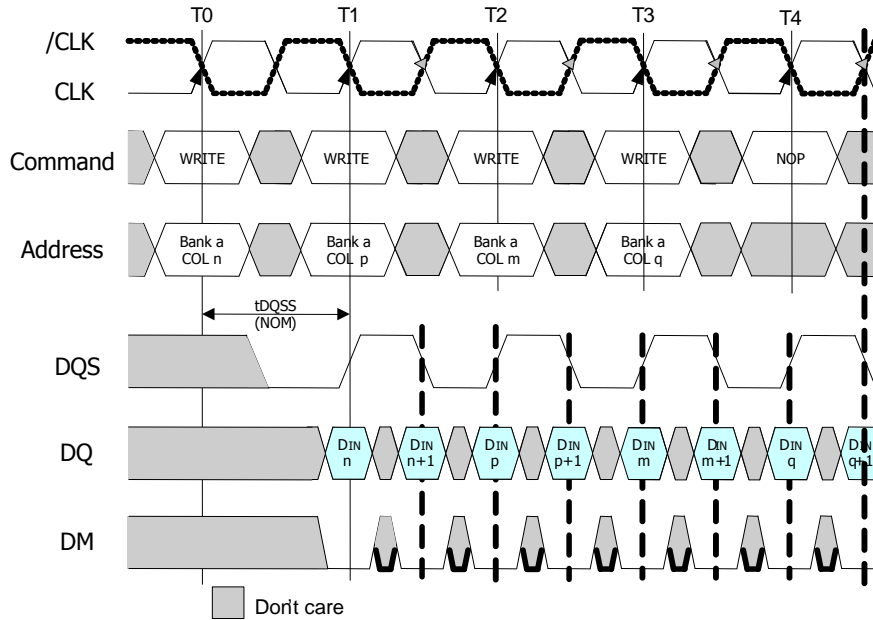 T0 T1 T2 T3 T4
/CLK
CLK
Command WRITE WRITE WRITE WRITE NOP
Address Bank a Bank a Bank a Bank a
COL n COL p COL m COL q
tDQSS
(NOM)
DQS
DQ DIN DIN DIN DIN DIN DIN DIN DIN
n n+1 p p+1 m m+1 q q+1
DM
Don't care